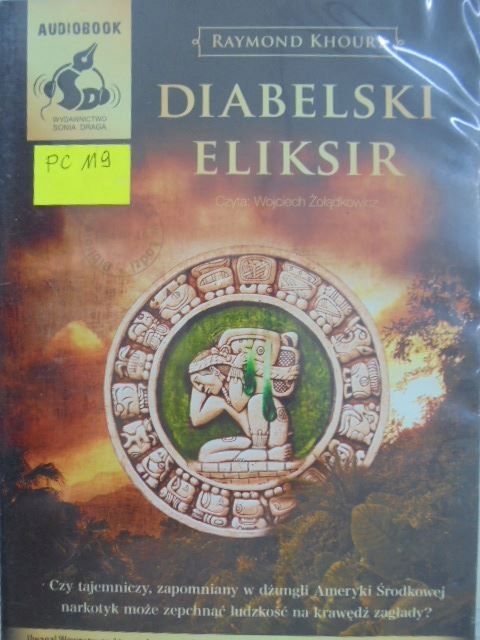 AUDIOBOOK
WYDAWNICTWO
SONIA DRAGA
PC 119
RAYMOND KHOURY
DIABELSKI
ELIKSIR
Czyta: Wojciech Żołądkowicz
Czy tajemniczy, zapomniany w dżungli Ameryki Środkowej
narkotyk może zepchnąć ludzkość na krawędź zagłady?